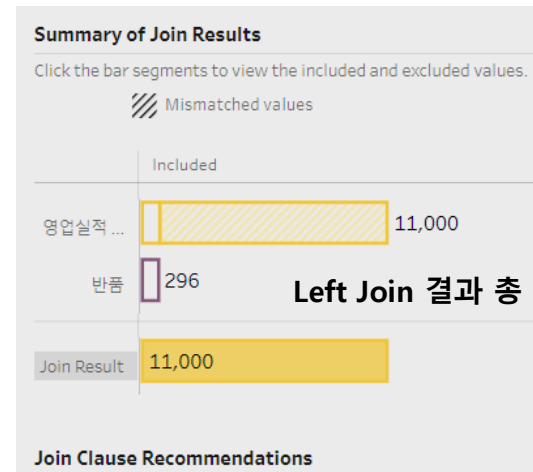 Summary of Join Results
Click the bar segments to view the included and excluded values.
Mismatched values
Included
영업실적 ... 11,000
반품 296
Left Join 결과 총
Join Result 11,000
Join Clause Recommendations